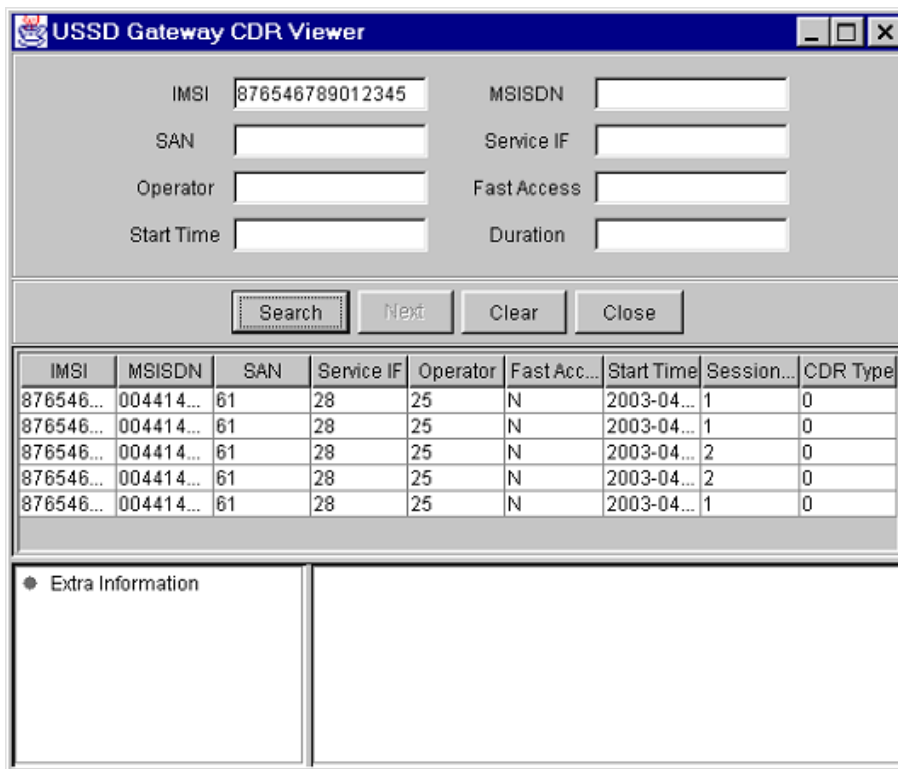 USSD Gateway CDR Viewer
IMSI 876546789012345 MSISDN
SAN Service IF
Operator Fast Access
Start Time Duration
Search Next Clear Close
IMSI MSISDN SAN Service IF Operator Fast Acc... Start Time Session... CDR Type
876546... 004414... 61 28 25 N 2003-04... 1 0
876546... 004414... 61 28 25 N 2003-04... 1 0
876546... 004414... 61 28 25 N 2003-04... 2 0
876546... 004414... 61 28 25 N 2003-04... 2 0
876546... 004414... 61 28 25 N 2003-04... 1 0
Extra Information